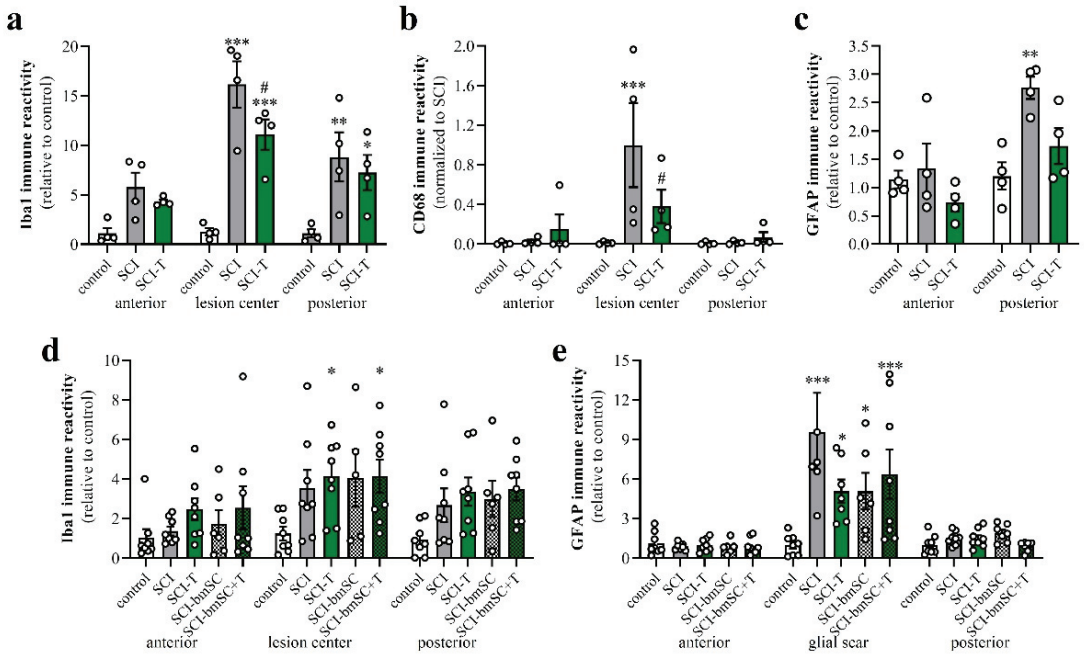 a
Iba1 immune reactivity
(relative to control)
20
15
10
5
0
***
#
***
**
*
control
SCI
SCI-T
control
SCI
SCI-T
control
SCI
SCI-T
anterior
lesion center
posterior
b
CD68 immune reactivity
(normalized to SCI)
2.0
1.6
1.2
0.8
0.4
0.0
***
#
control
SCI
SCI-T
control
SCI
SCI-T
control
SCI
SCI-T
anterior
lesion center
posterior
c
GFAP immune reactivity
(relative to control)
3.5
3.0
2.5
2.0
1.5
1.0
0.5
0.0
**
control
SCI
SCI-T
control
SCI
SCI-T
anterior
posterior
d
Iba1 immune reactivity
(relative to control)
10
8
6
4
2
0
*
*
control
SCI
SCI-T
SCI-bmSC
SCI-bmSC+T
control
SCI
SCI-T
SCI-bmSC
SCI-bmSC+T
control
SCI
SCI-T
SCI-bmSC
SCI-bmSC+T
anterior
lesion center
posterior
e
GFAP immune reactivity
(relative to control)
15
12
9
6
3
0
***
*
*
***
control
SCI
SCI-T
SCI-bmSC
SCI-bmSC+T
control
SCI
SCI-T
SCI-bmSC
SCI-bmSC+T
control
SCI
SCI-T
SCI-bmSC
SCI-bmSC+T
anterior
glial scar
posterior